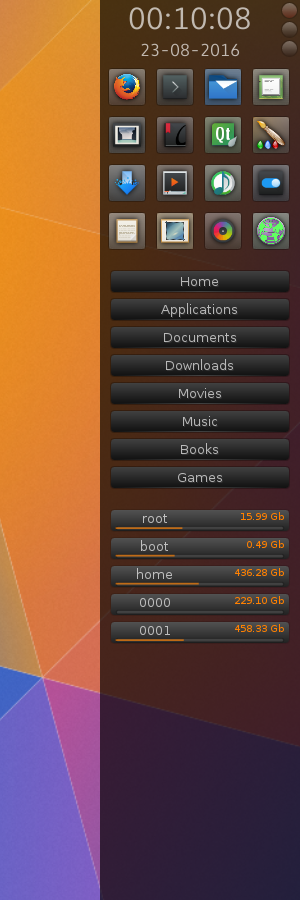 00:10:08
23-08-2016
Qt
Home
Applications
Documents
Downloads
Movies
Music
Books
Games
root 15.99 Gb
boot 0.49 Gb
home 436.28 Gb
0000 229.10 Gb
0001 458.33 Gb